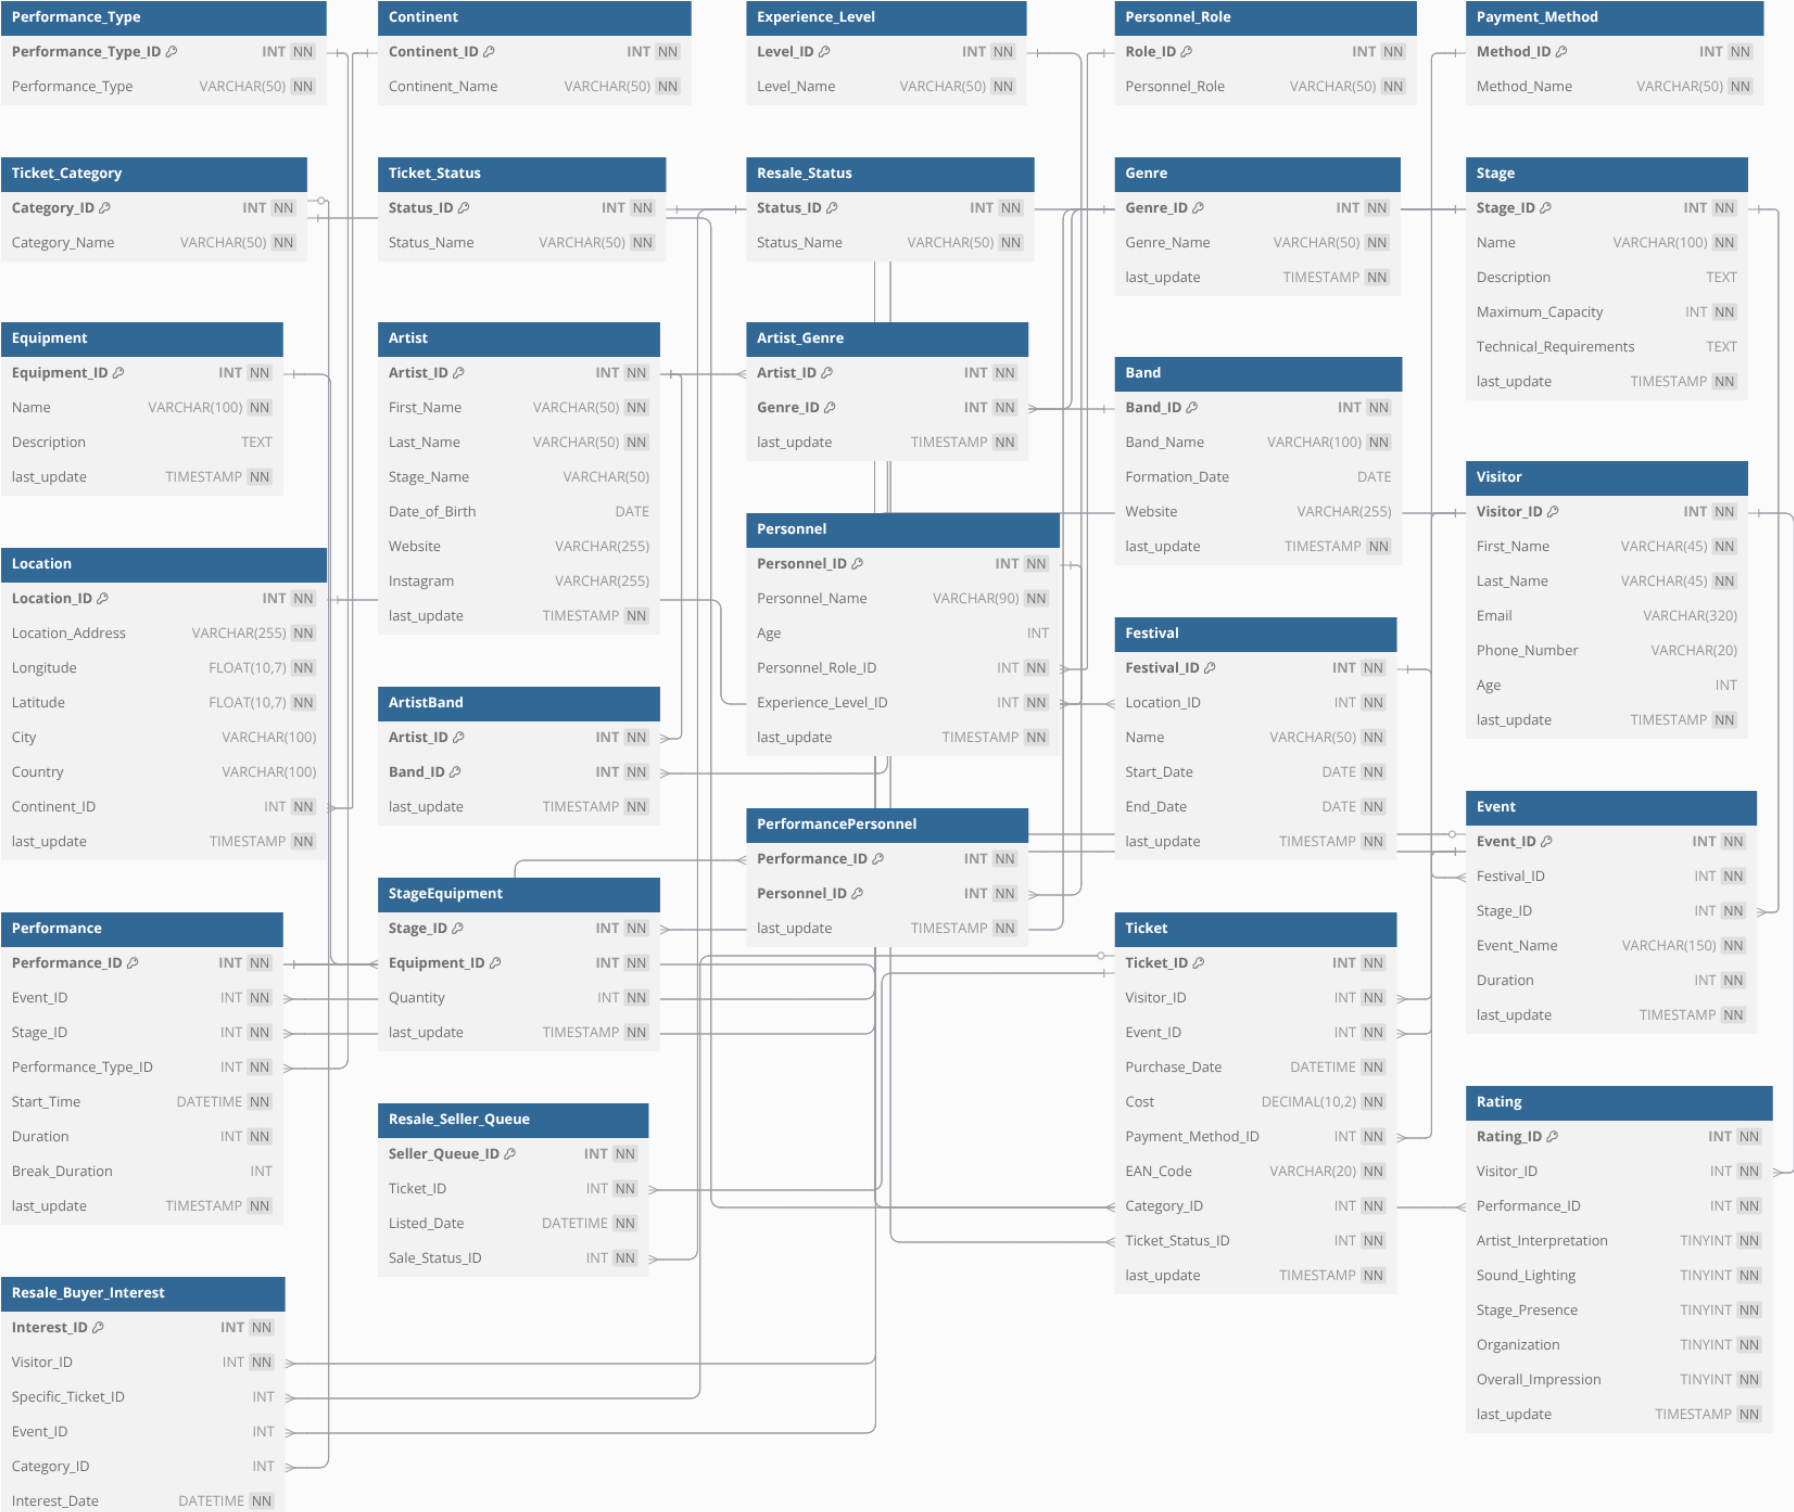 Performance_Type
Performance_Type_ID INT NN
Performance_Type VARCHAR(50) NN
Continent
Continent_ID INT NN
Continent_Name VARCHAR(50) NN
Experience_Level
Level_ID INT NN
Level_Name VARCHAR(50) NN
Personnel_Role
Role_ID INT NN
Personnel_Role VARCHAR(50) NN
Payment_Method
Method_ID INT NN
Method_Name VARCHAR(50) NN
Ticket_Category
Category_ID INT NN
Category_Name VARCHAR(50) NN
Ticket_Status
Status_ID INT NN
Status_Name VARCHAR(50) NN
Resale_Status
Status_ID INT NN
Status_Name VARCHAR(50) NN
Genre
Genre_ID INT NN
Genre_Name VARCHAR(50) NN
last_update TIMESTAMP NN
Stage
Stage_ID INT NN
Name VARCHAR(100) NN
Description TEXT
Maximum_Capacity INT NN
Technical_Requirements TEXT
last_update TIMESTAMP NN
Equipment
Equipment_ID INT NN
Name VARCHAR(100) NN
Description TEXT
last_update TIMESTAMP NN
Artist
Artist_ID INT NN
First_Name VARCHAR(50) NN
Last_Name VARCHAR(50) NN
Stage_Name VARCHAR(50)
Date_of_Birth DATE
Website VARCHAR(255)
Instagram VARCHAR(255)
last_update TIMESTAMP NN
Artist_Genre
Artist_ID INT NN
Genre_ID INT NN
last_update TIMESTAMP NN
Band
Band_ID INT NN
Band_Name VARCHAR(100) NN
Formation_Date DATE
Website VARCHAR(255)
last_update TIMESTAMP NN
Visitor
Visitor_ID INT NN
First_Name VARCHAR(45) NN
Last_Name VARCHAR(45) NN
Email VARCHAR(320)
Phone_Number VARCHAR(20)
Age INT
last_update TIMESTAMP NN
Location
Location_ID INT NN
Location_Address VARCHAR(255) NN
Longitude FLOAT(10,7) NN
Latitude FLOAT(10,7) NN
City VARCHAR(100)
Country VARCHAR(100)
Continent_ID INT NN
last_update TIMESTAMP NN
Personnel
Personnel_ID INT NN
Personnel_Name VARCHAR(90) NN
Age INT
Personnel_Role_ID INT NN
Experience_Level_ID INT NN
last_update TIMESTAMP NN
Festival
Festival_ID INT NN
Location_ID INT NN
Name VARCHAR(50) NN
Start_Date DATE NN
End_Date DATE NN
last_update TIMESTAMP NN
ArtistBand
Artist_ID INT NN
Band_ID INT NN
last_update TIMESTAMP NN
PerformancePersonnel
Performance_ID INT NN
Personnel_ID INT NN
last_update TIMESTAMP NN
Event
Event_ID INT NN
Festival_ID INT NN
Stage_ID INT NN
Event_Name VARCHAR(150) NN
Duration INT NN
last_update TIMESTAMP NN
Performance
Performance_ID INT NN
Event_ID INT NN
Stage_ID INT NN
Performance_Type_ID INT NN
Start_Time DATETIME NN
Duration INT NN
Break_Duration INT
last_update TIMESTAMP NN
StageEquipment
Stage_ID INT NN
Equipment_ID INT NN
Quantity INT NN
last_update TIMESTAMP NN
Ticket
Ticket_ID INT NN
Visitor_ID INT NN
Event_ID INT NN
Purchase_Date DATETIME NN
Cost DECIMAL(10,2) NN
Payment_Method_ID INT NN
EAN_Code VARCHAR(20) NN
Category_ID INT NN
Ticket_Status_ID INT NN
last_update TIMESTAMP NN
Resale_Seller_Queue
Seller_Queue_ID INT NN
Ticket_ID INT NN
Listed_Date DATETIME NN
Sale_Status_ID INT NN
Rating
Rating_ID INT NN
Visitor_ID INT NN
Performance_ID INT NN
Artist_Interpretation TINYINT NN
Sound_Lighting TINYINT NN
Stage_Presence TINYINT NN
Organization TINYINT NN
Overall_Impression TINYINT NN
last_update TIMESTAMP NN
Resale_Buyer_Interest
Interest_ID INT NN
Visitor_ID INT NN
Specific_Ticket_ID INT
Event_ID INT
Category_ID INT
Interest_Date DATETIME NN